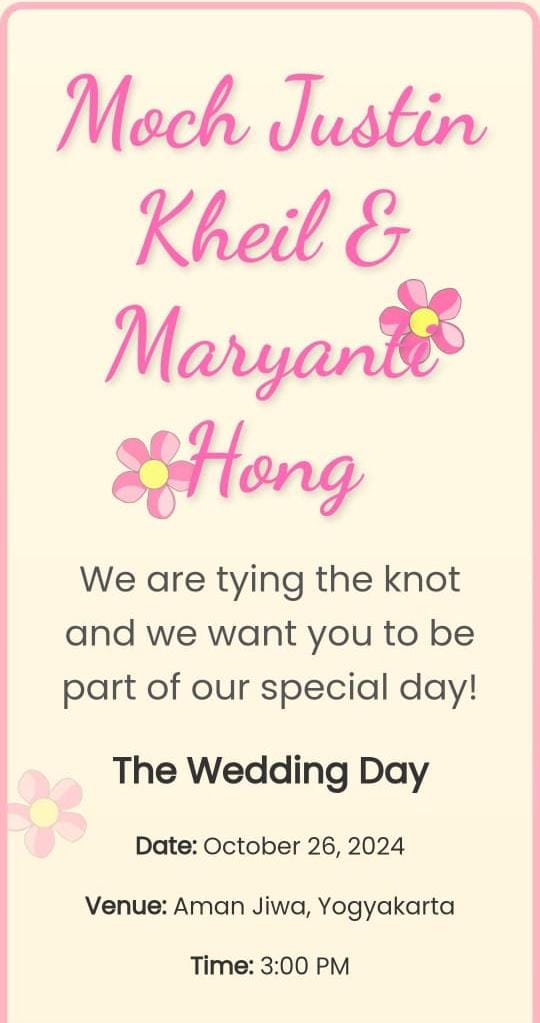 Moch Justin
Kheil &
Maryante
Hong
We are tying the knot
and we want you to be
part of our special day!
The Wedding Day
Date: October 26, 2024
Venue: Aman Jiwa, Yogyakarta
Time: 3:00 PM